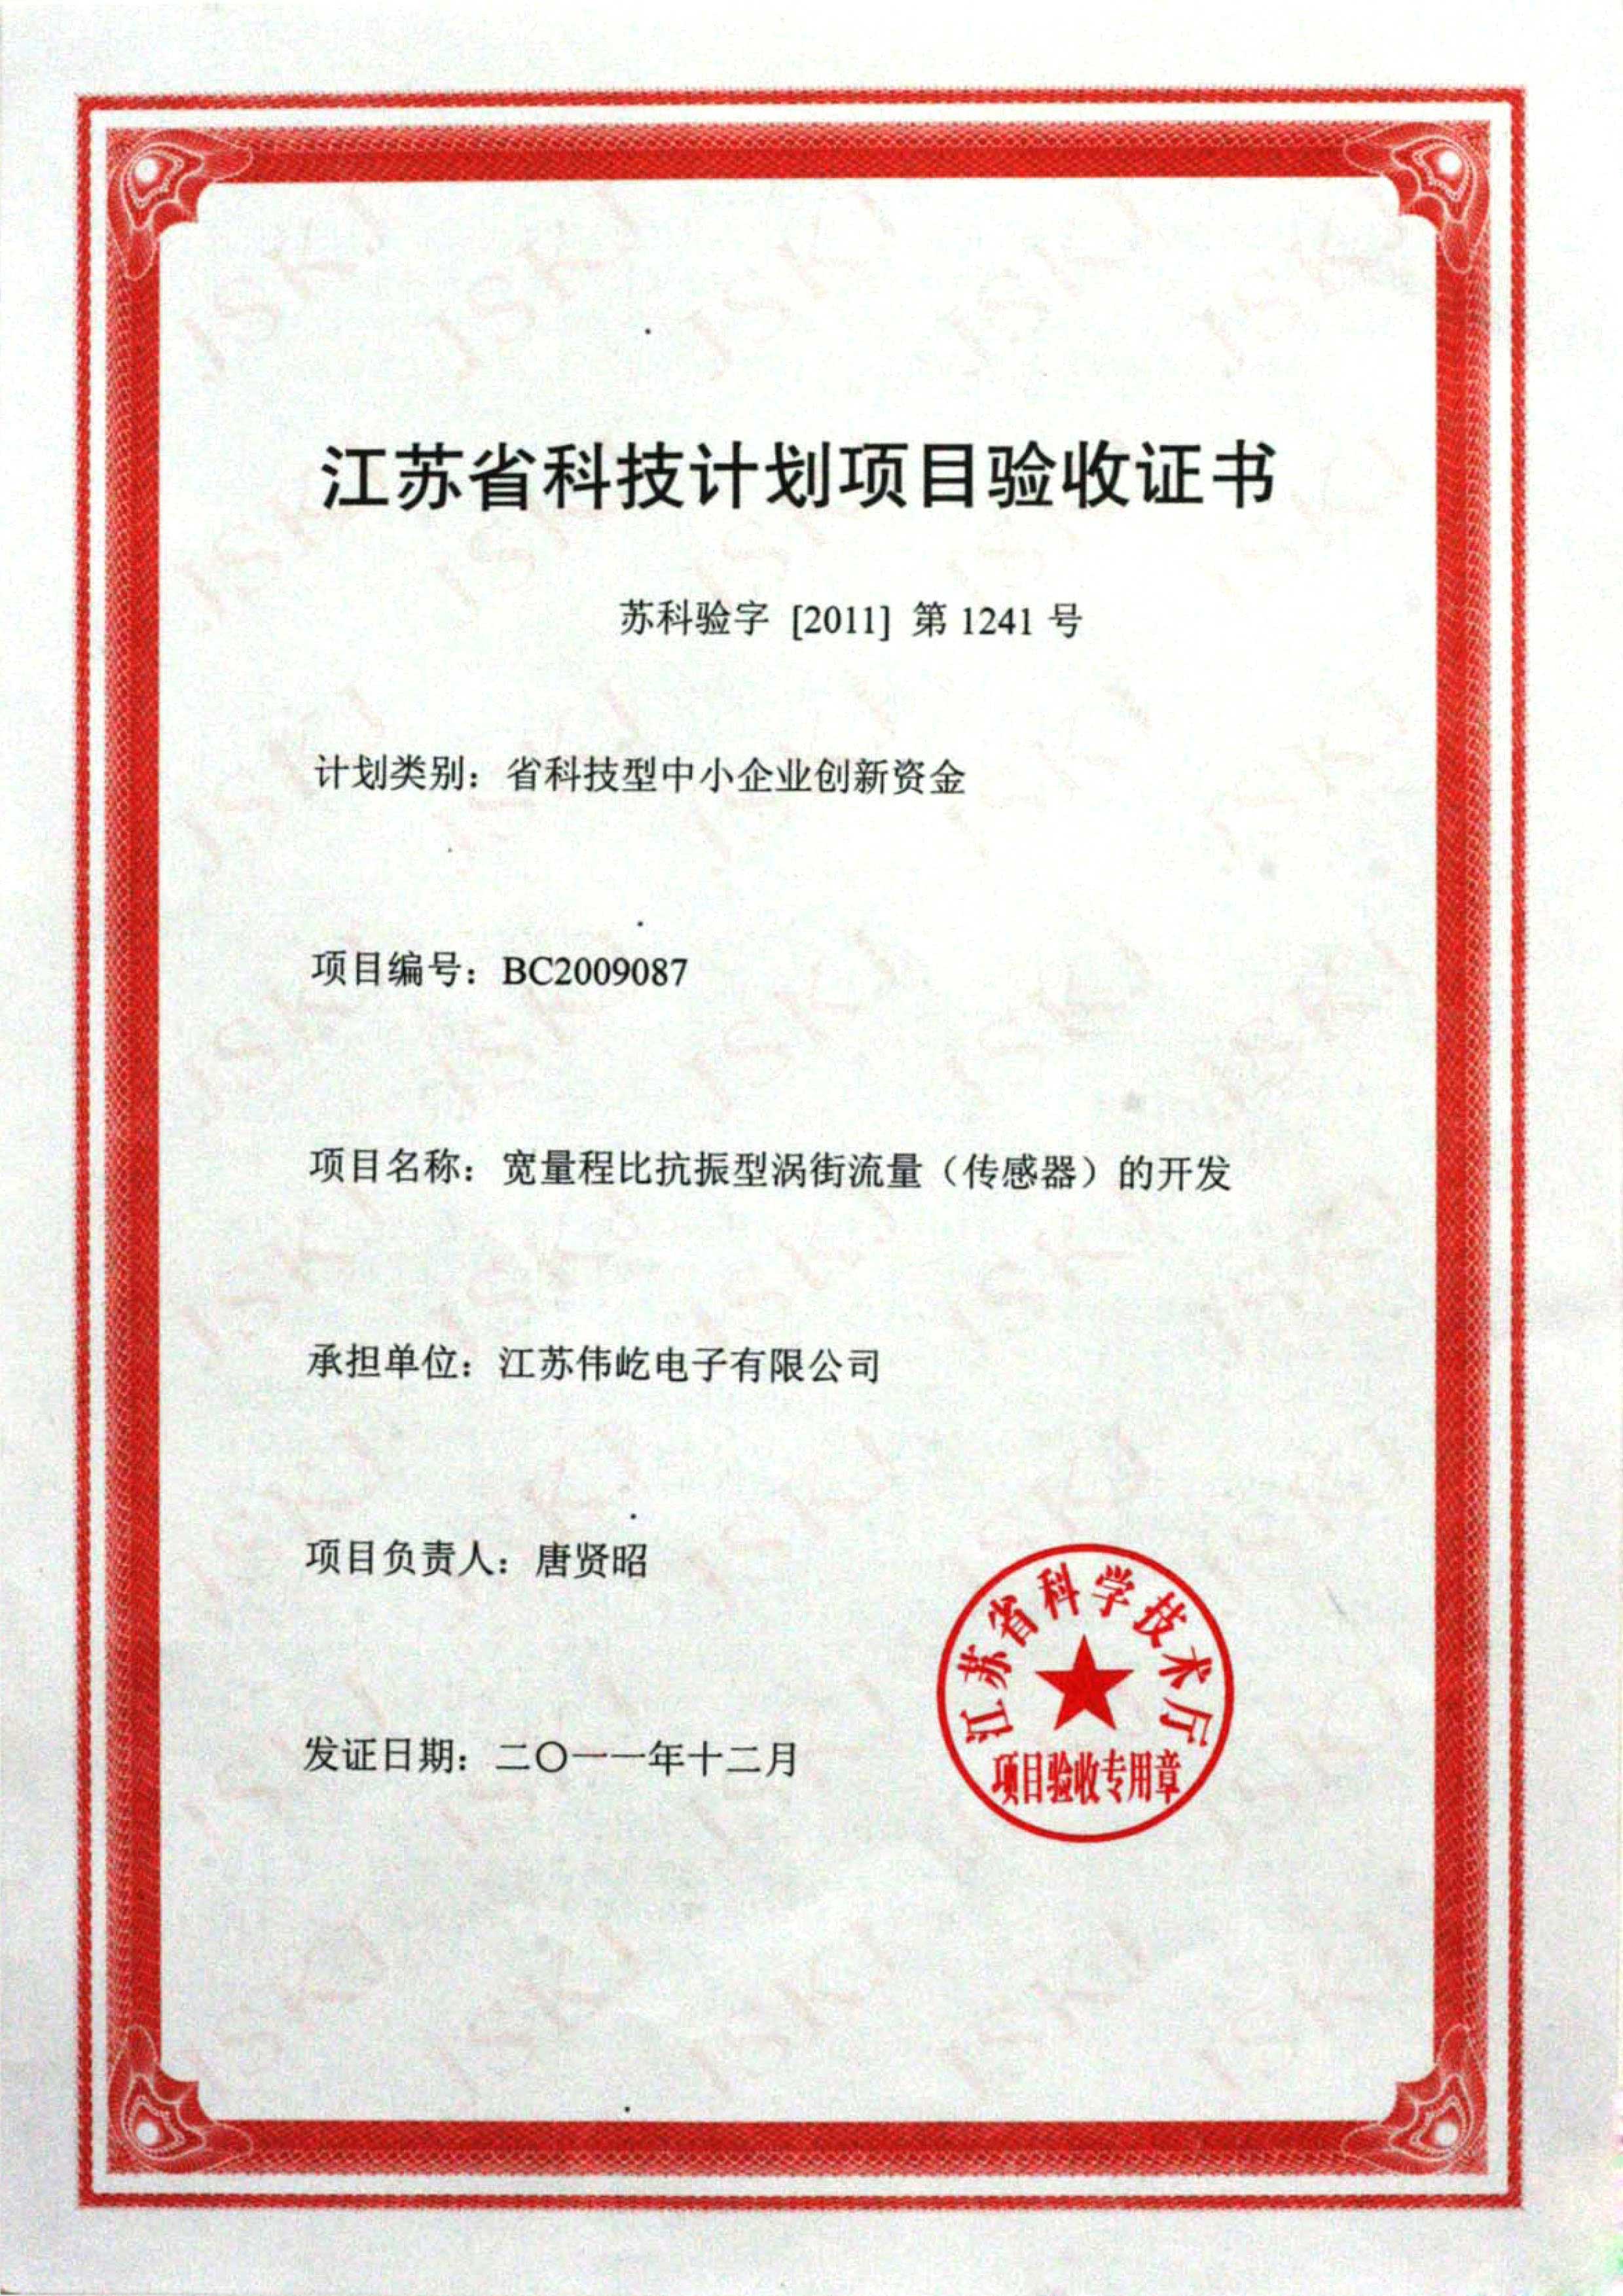 江苏省科技计划项目验收证书
苏科验字 [2011] 第 1241 号
计划类别：省科技型中小企业创新资金
项目编号：BC2009087
项目名称：宽量程比抗振型涡街流量（传感器）的开发
承担单位：江苏伟屹电子有限公司
项目负责人：唐贤昭
发证日期：二〇一一年十二月
江苏省科学技术厅
项目验收专用章